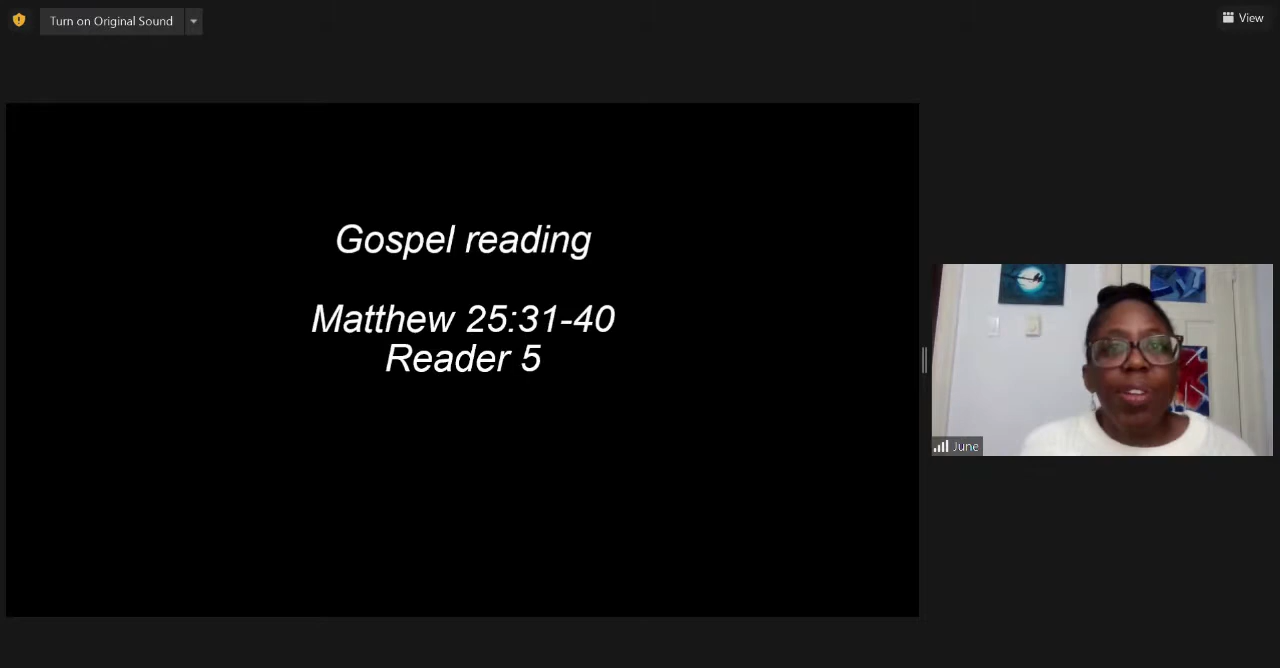 Turn on Original Sound
View
Gospel reading
Matthew 25:31-40
Reader 5
June